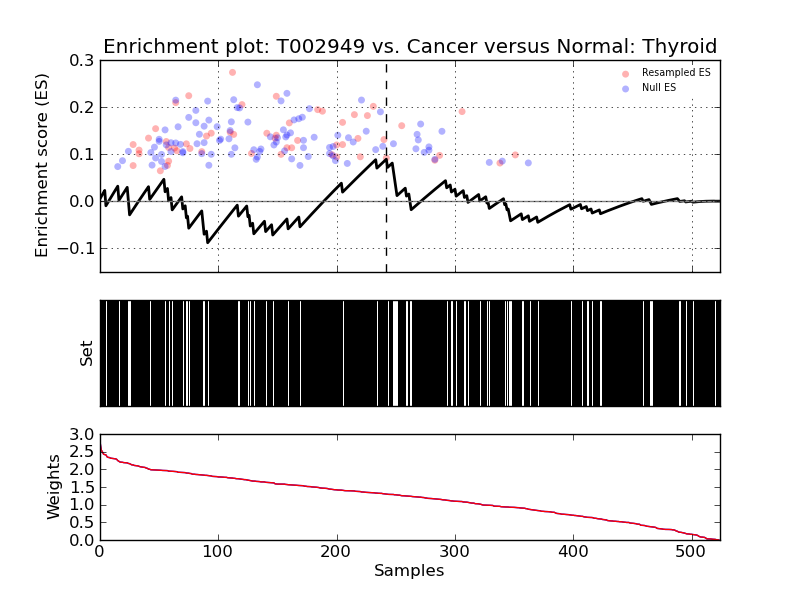 Enrichment plot: T002949 vs. Cancer versus Normal: Thyroid
Enrichment score (ES)
0.3
0.2
0.1
0.0
−0.1
Resampled ES
Null ES
Set
Weights
3.0
2.5
2.0
1.5
1.0
0.5
0.0
0
100
200
300
400
500
Samples